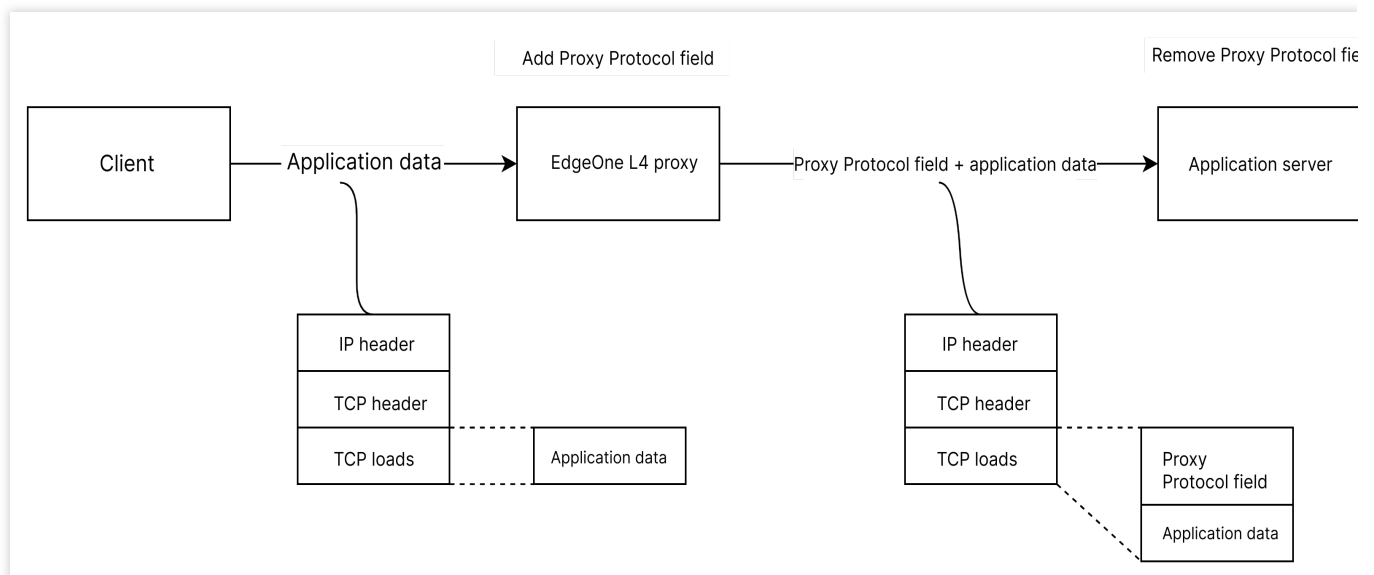 Add Proxy Protocol field
Remove Proxy Protocol fie
Client
Application data
EdgeOne L4 proxy
Proxy Protocol field + application data
Application server
IP header
TCP header
TCP loads
Application data
IP header
TCP header
TCP loads
Proxy
Protocol field
Application data